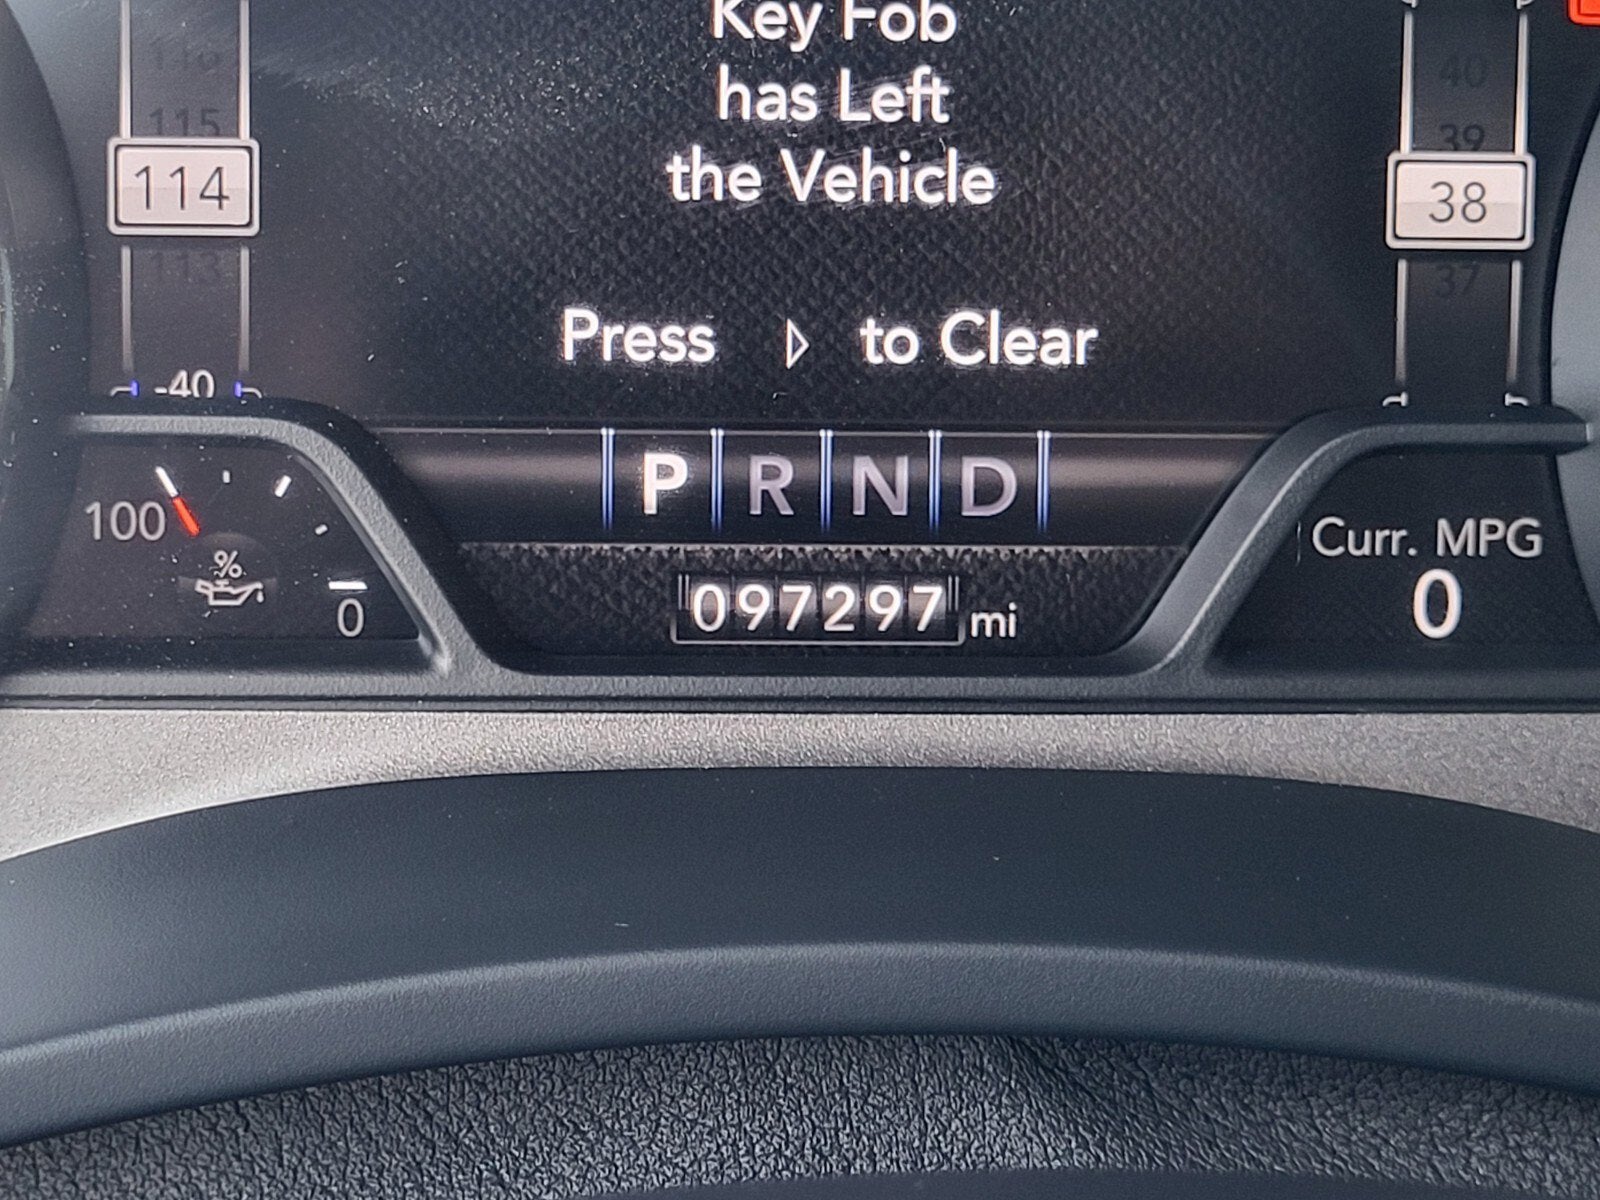 Key Fob
has Left
the Vehicle
116
115
114
113
-40
40
39
38
37
Press ▷ to Clear
P R N D
100
%
0
097297 mi
Curr. MPG
0